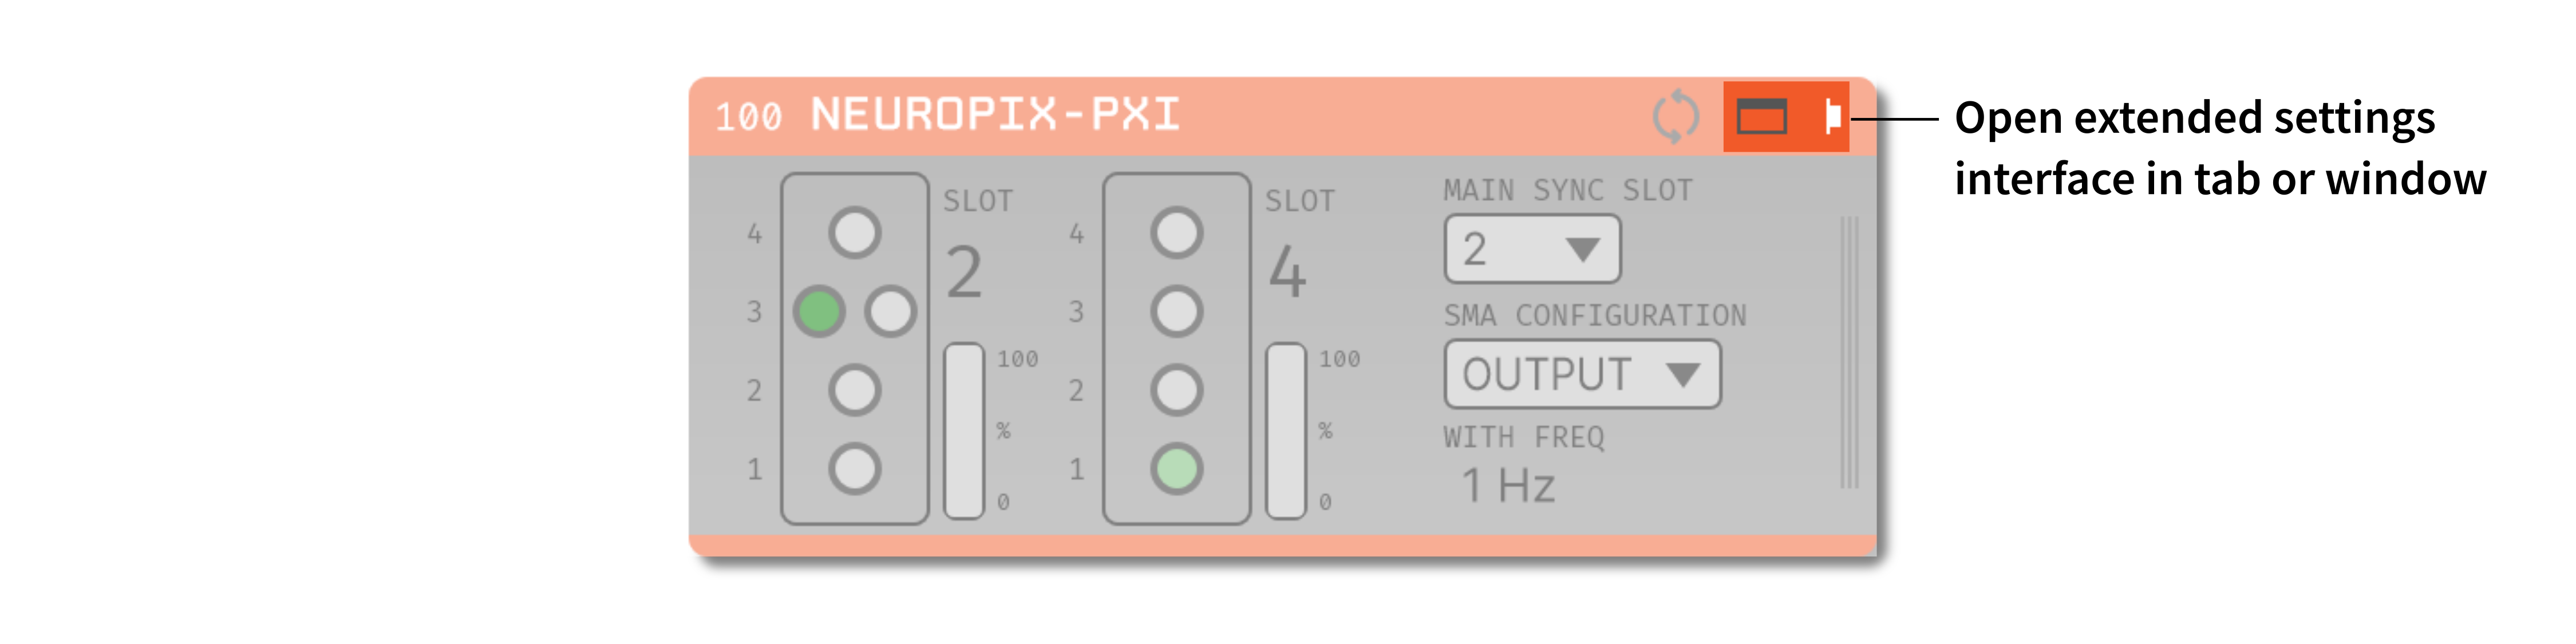 100 NEUROPIX-PXI
Open extended settings
interface in tab or window
4
3
2
1
SLOT
2
100
%
0
4
3
2
1
SLOT
4
100
%
0
MAIN SYNC SLOT
2
SMA CONFIGURATION
OUTPUT
WITH FREQ
1 Hz